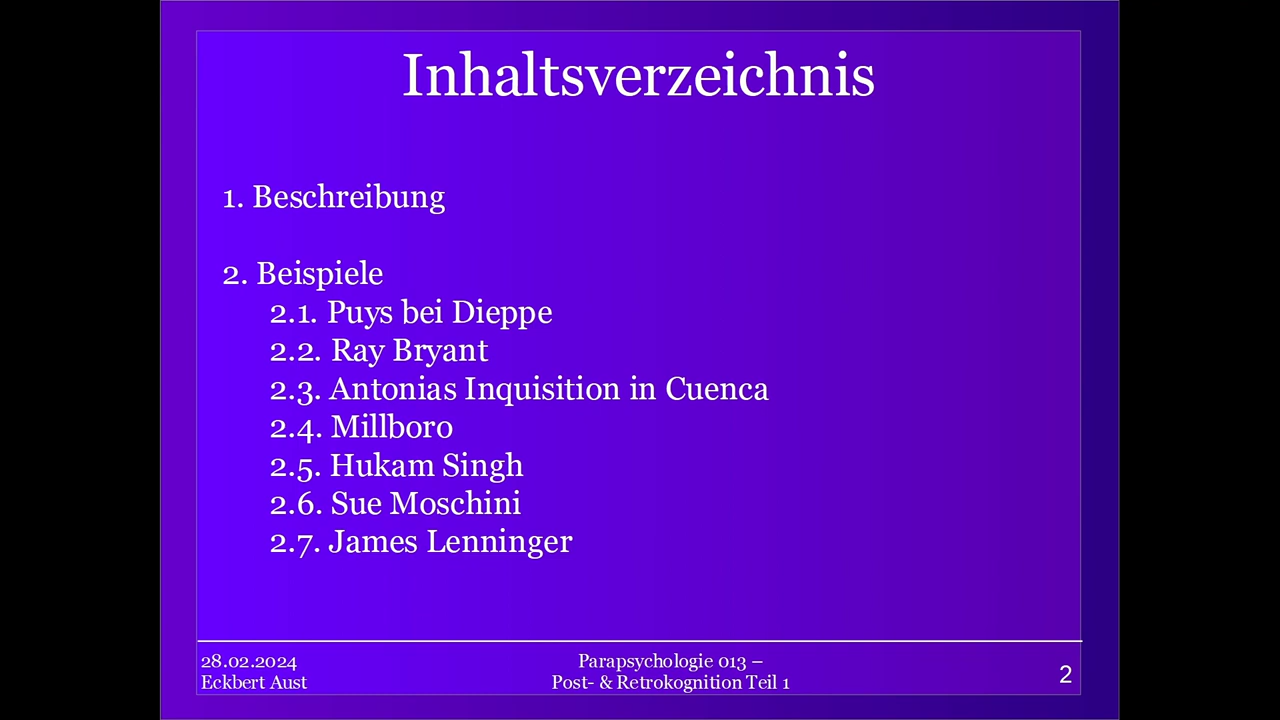 Inhaltsverzeichnis
1. Beschreibung
2. Beispiele
2.1. Puys bei Dieppe
2.2. Ray Bryant
2.3. Antonias Inquisition in Cuenca
2.4. Millboro
2.5. Hukam Singh
2.6. Sue Moschini
2.7. James Lenninger
28.02.2024
Eckbert Aust
Parapsychologie 013 –
Post- & Retrokognition Teil 1
2